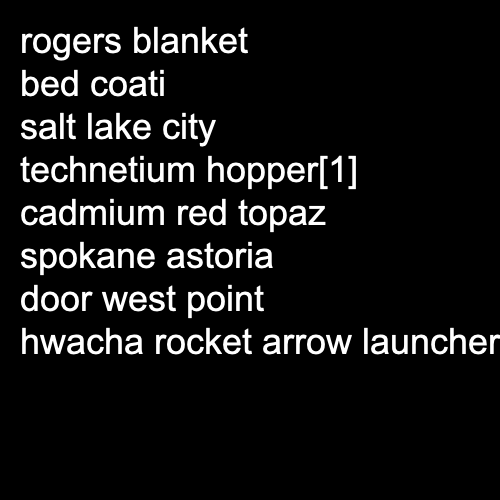 rogers blanket
bed coati
salt lake city
technetium hopper[1]
cadmium red topaz
spokane astoria
door west point
hwacha rocket arrow launcher